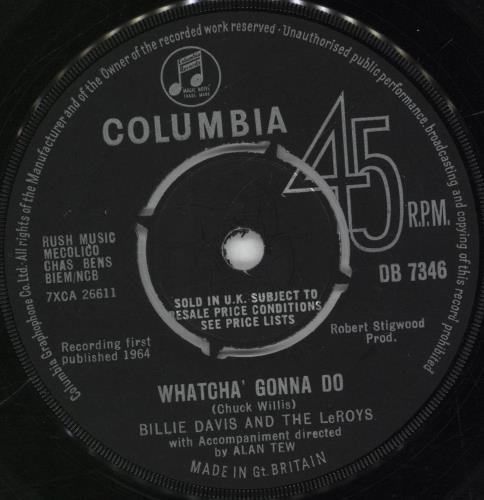 Columbia Graphophone Co. Ltd. All rights of the Manufacturer and of the Owner of the recorded work reserved - Unauthorised public performance, broadcasting and copying of this record prohibited
MAGIC NOTES
TRADE MARK
COLUMBIA
45 R.P.M.
RUSH MUSIC
MECOLICO
CHAS BENS
BIEM/NCB
7XCA 26611
DB 7346
SOLD IN U.K. SUBJECT TO
RESALE PRICE CONDITIONS
SEE PRICE LISTS
Recording first
published 1964
Robert Stigwood
Prod.
WHATCHA' GONNA DO
(Chuck Willis)
BILLIE DAVIS AND THE LeROYS
with Accompaniment directed
by ALAN TEW
MADE IN Gt. BRITAIN